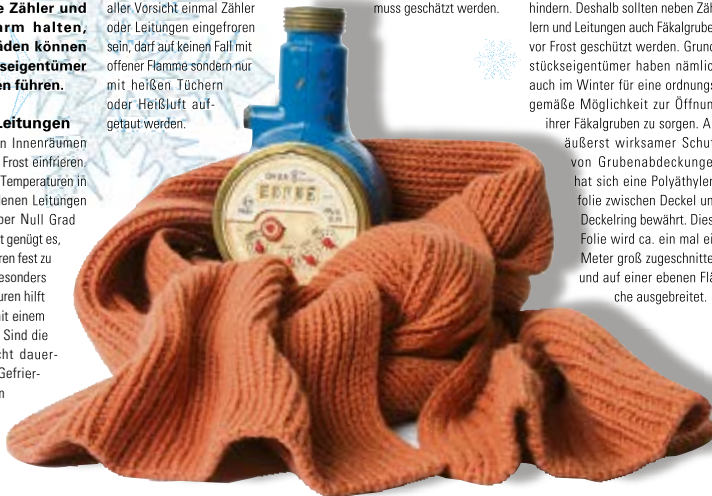 e Zähler und
arm halten,
äden können
seigentümer
en führen.
Leitungen
n Innenräumen
Frost einfrieren.
Temperaturen in
denen Leitungen
ber Null Grad
t genügt es,
ren fest zu
esonders
uren hilft
it einem
Sind die
cht dauer-
Gefrier-
n
aller Vorsicht einmal Zähler
oder Leitungen eingefroren
sein, darf auf keinen Fall mit
offener Flamme sondern nur
mit heißen Tüchern
oder Heißluft auf-
getaut werden.
muss geschätzt werden.
hindern. Deshalb sollten neben Zäh
lern und Leitungen auch Fäkalgrube
vor Frost geschützt werden. Grund
stückseigentümer haben nämlic
auch im Winter für eine ordnungs
gemäße Möglichkeit zur Öffnun
ihrer Fäkalgruben zu sorgen. A
äußerst wirksamer Schut
von Grubenabdeckunge
hat sich eine Polyäthylen
folie zwischen Deckel un
Deckelring bewährt. Dies
Folie wird ca. ein mal ei
Meter groß zugeschnitte
und auf einer ebenen Flä
che ausgebreitet.